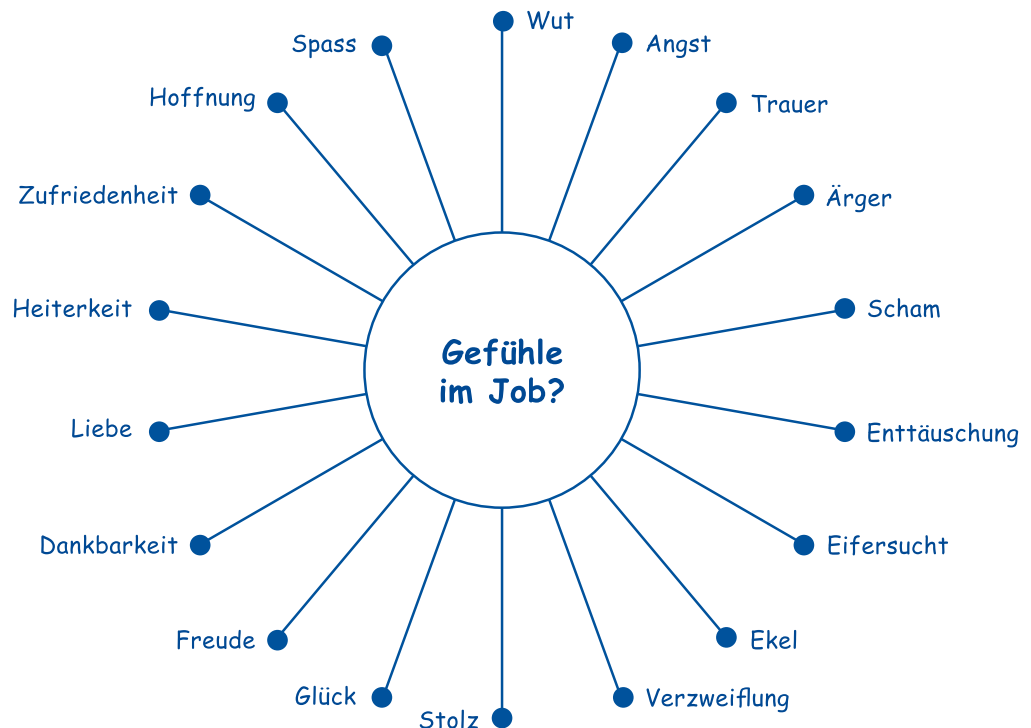 Gefühle
im Job?
Wut
Angst
Trauer
Ärger
Scham
Enttäuschung
Eifersucht
Ekel
Verzweiflung
Stolz
Glück
Freude
Dankbarkeit
Liebe
Heiterkeit
Zufriedenheit
Hoffnung
Spass